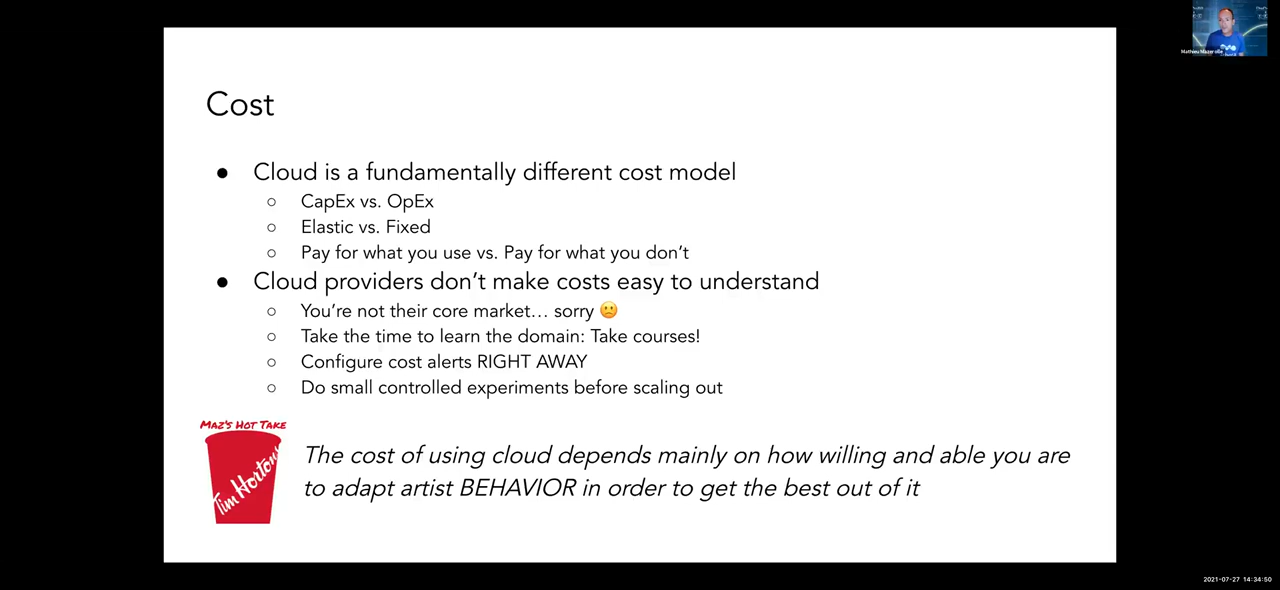 Mathieu Mazerolle
Cost
● Cloud is a fundamentally different cost model
○ CapEx vs. OpEx
○ Elastic vs. Fixed
○ Pay for what you use vs. Pay for what you don’t
● Cloud providers don’t make costs easy to understand
○ You’re not their core market… sorry 🙁
○ Take the time to learn the domain: Take courses!
○ Configure cost alerts RIGHT AWAY
○ Do small controlled experiments before scaling out
MAZ'S HOT TAKE
Tim Hortons
The cost of using cloud depends mainly on how willing and able you are
to adapt artist BEHAVIOR in order to get the best out of it
2021-07-27 14:34:50